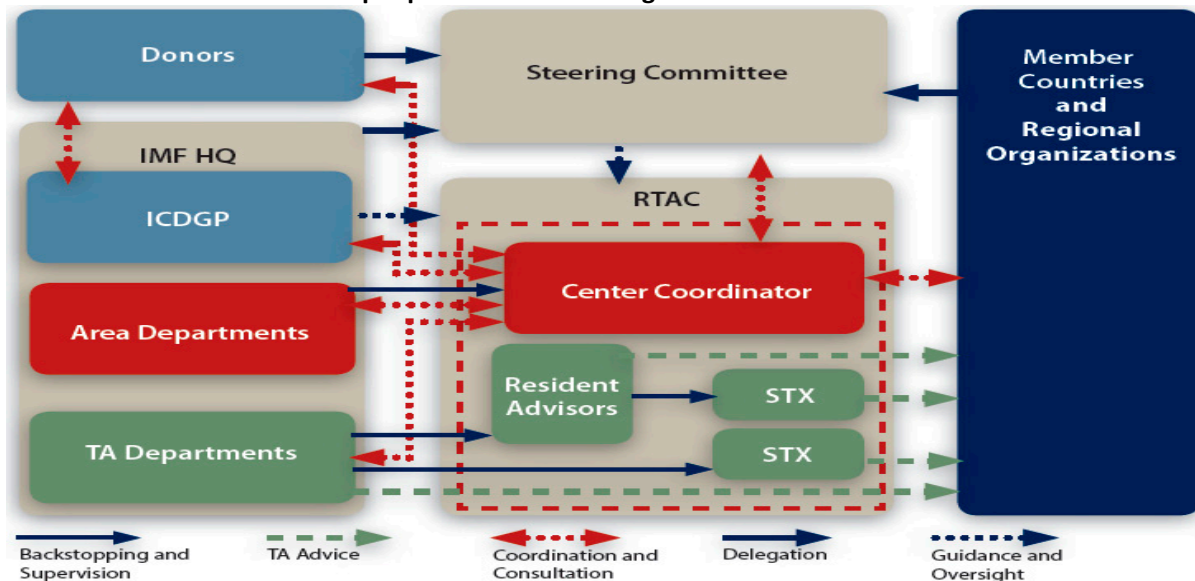 Donors
Steering Committee
Member
Countries
and
Regional
Organizations
IMF HQ
ICDGP
RTAC
Center Coordinator
Area Departments
Resident
Advisors
STX
STX
TA Departments
Backstopping and
Supervision
TA Advice
Coordination and
Consultation
Delegation
Guidance and
Oversight